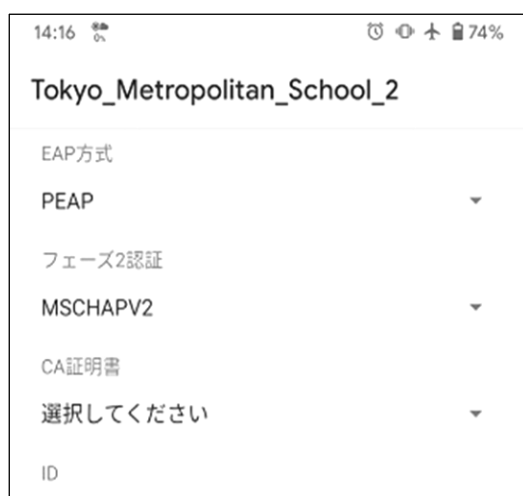 14:16 0% 74%
Tokyo_Metropolitan_School_2
EAP方式
PEAP
フェーズ2認証
MSCHAPV2
CA証明書
選択してください
ID